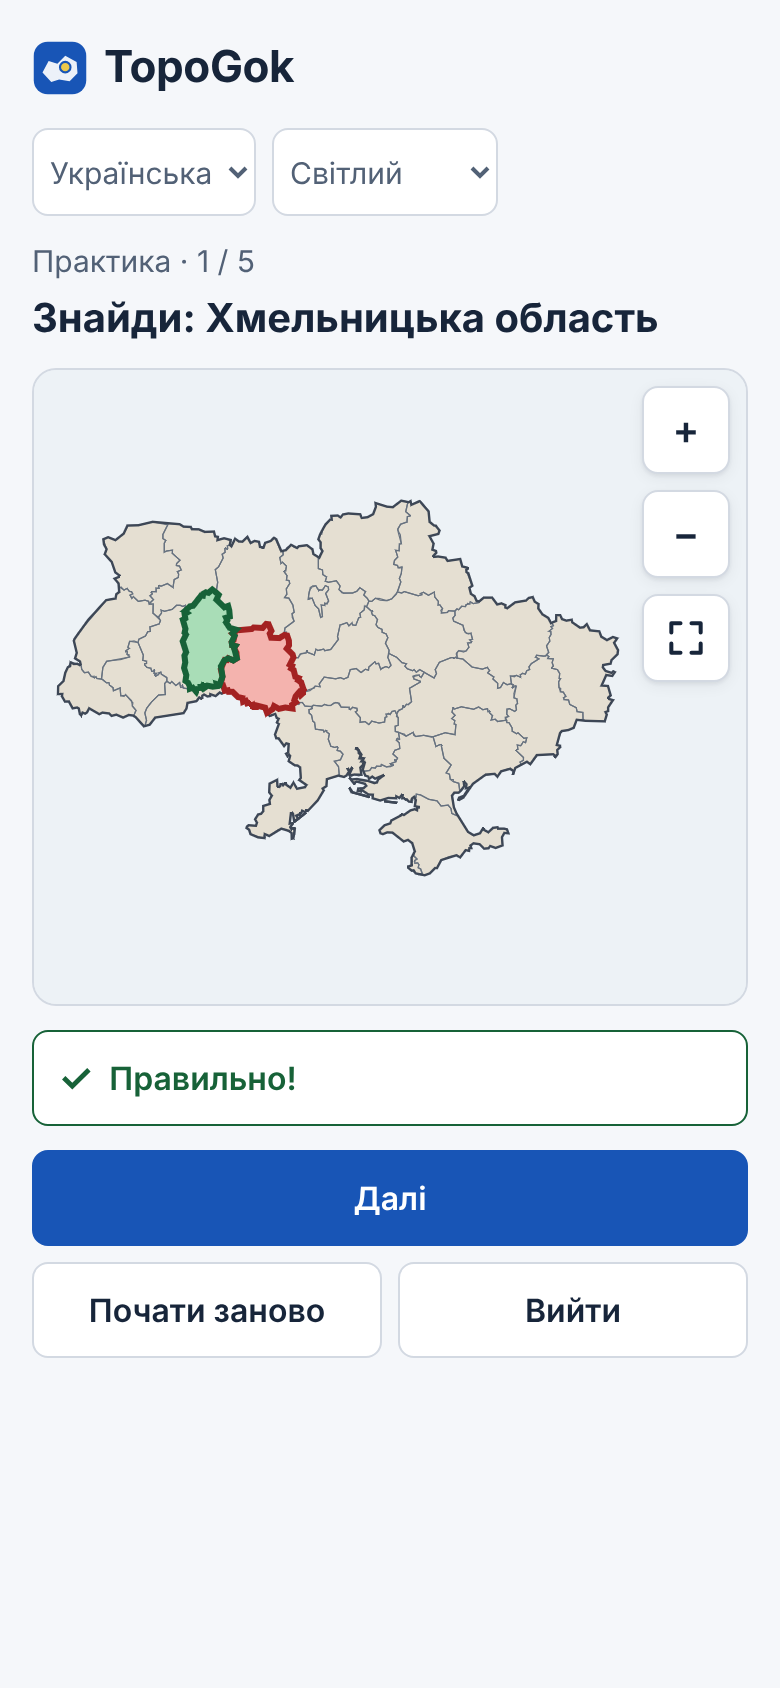 TopoGok
Українська
Світлий
Практика · 1 / 5
Знайди: Хмельницька область
+
−
Правильно!
Далі
Почати заново
Вийти